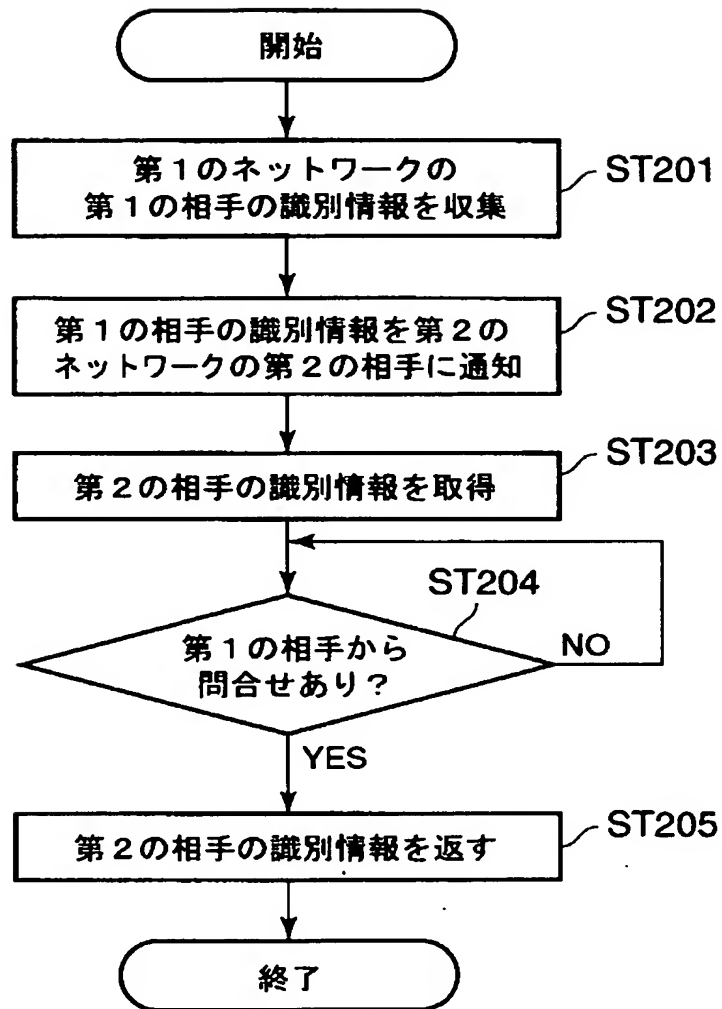 開始
第１のネットワークの
第１の相手の識別情報を収集
ST201
第１の相手の識別情報を第２の
ネットワークの第２の相手に通知
ST202
第２の相手の識別情報を取得
ST203
ST204
第１の相手から
問合せあり？
NO
YES
第２の相手の識別情報を返す
ST205
終了